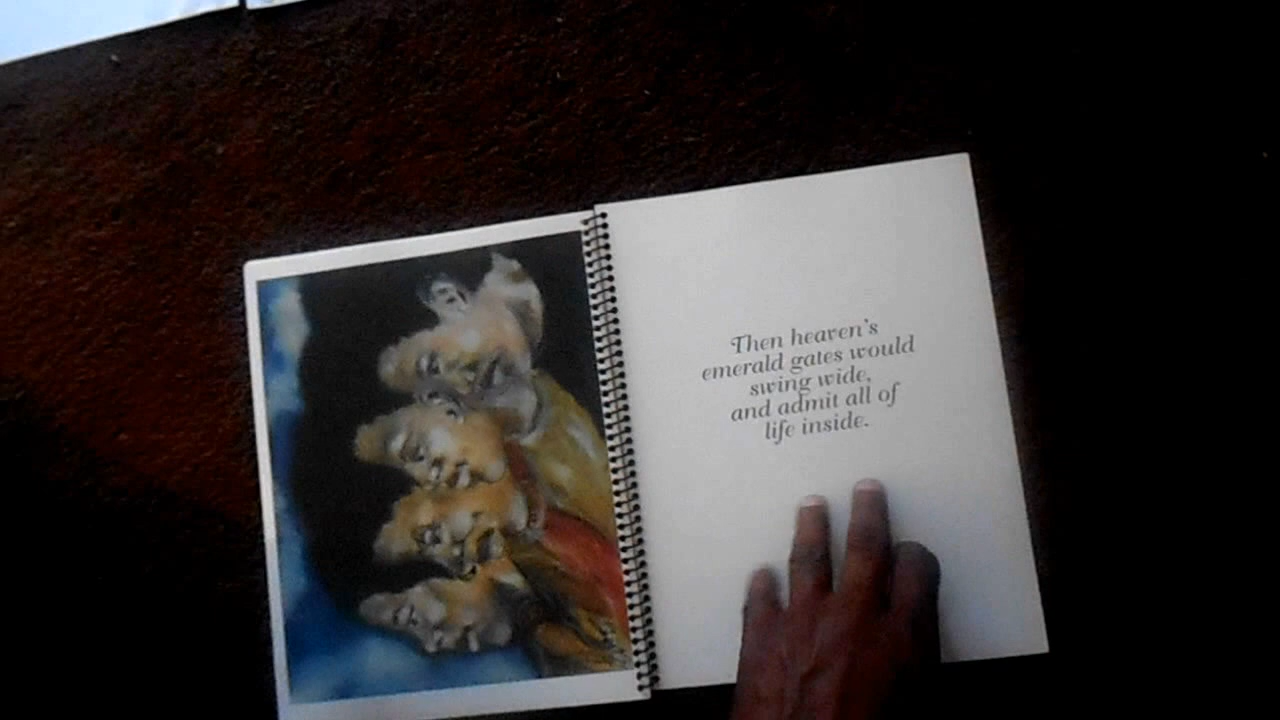 Then heaven's
emerald gates would
swing wide,
and admit all of
life inside.